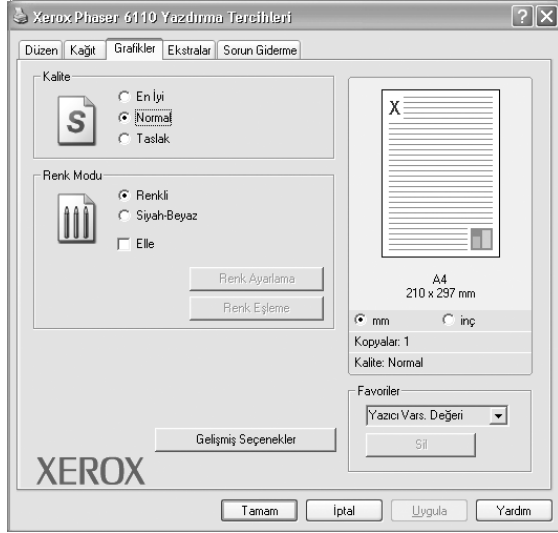 Xerox Phaser 6110 Yazdırma Tercihleri
Düzen Kağıt Grafikler Ekstralar Sorun Giderme
Kalite
S
En İyi
Normal
Taslak
Renk Modu
Renkli
Siyah-Beyaz
Elle
Renk Ayarlama
Renk Eşleme
Gelişmiş Seçenekler
XEROX
X
A4
210 x 297 mm
mm inç
Kopyalar: 1
Kalite: Normal
Favoriler
Yazıcı Vars. Değeri
Sil
Tamam İptal Uygula Yardım